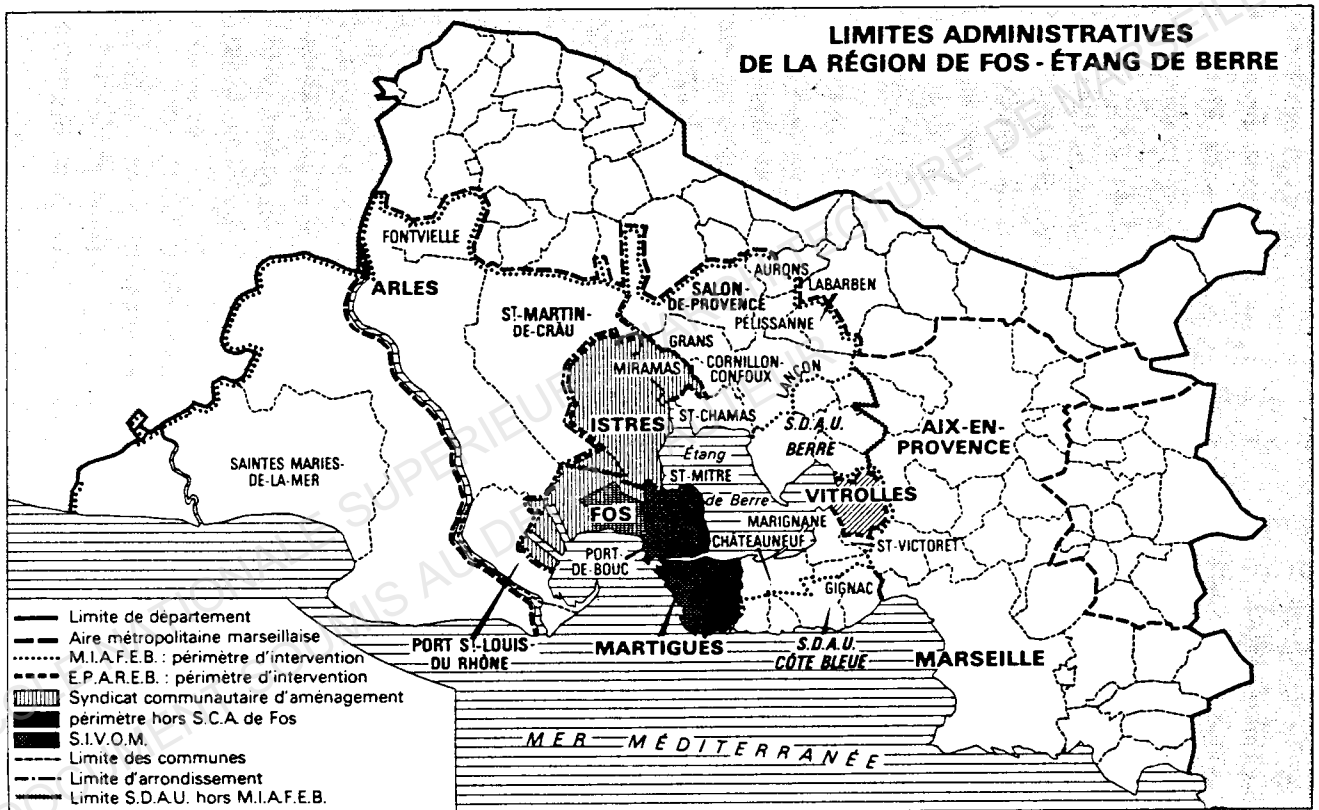 LIMITES ADMINISTRATIVES
DE LA RÉGION DE FOS - ÉTANG DE BERRE
FONTVIELLE
ARLES
ST-MARTIN-
DE-CRAU
SALON-
DE-PROVENCE
AURONS
LABARBEN
PÉLISSANNE
GRANS
MIRAMAS
CORNILLON-
CONFOUX
LANÇON
ST-CHAMAS
ISTRES
S.D.A.U.
BERRE
AIX-EN-
PROVENCE
SAINTES MARIES-
DE-LA-MER
Étang
ST-MITRE
de Berre
VITROLLES
FOS
MARIGNANE
CHÂTEAUNEUF
ST-VICTORET
PORT-
DE-BOUC
GIGNAC
PORT ST-LOUIS-
DU RHÔNE
MARTIGUES
S.D.A.U.
CÔTE BLEUE
MARSEILLE
MER MÉDITERRANÉE
Limite de département
Aire métropolitaine marseillaise
M.I.A.F.E.B. : périmètre d'intervention
E.P.A.R.E.B. : périmètre d'intervention
Syndicat communautaire d'aménagement
périmètre hors S.C.A. de Fos
S.I.V.O.M.
Limite des communes
Limite d'arrondissement
Limite S.D.A.U. hors M.I.A.F.E.B.